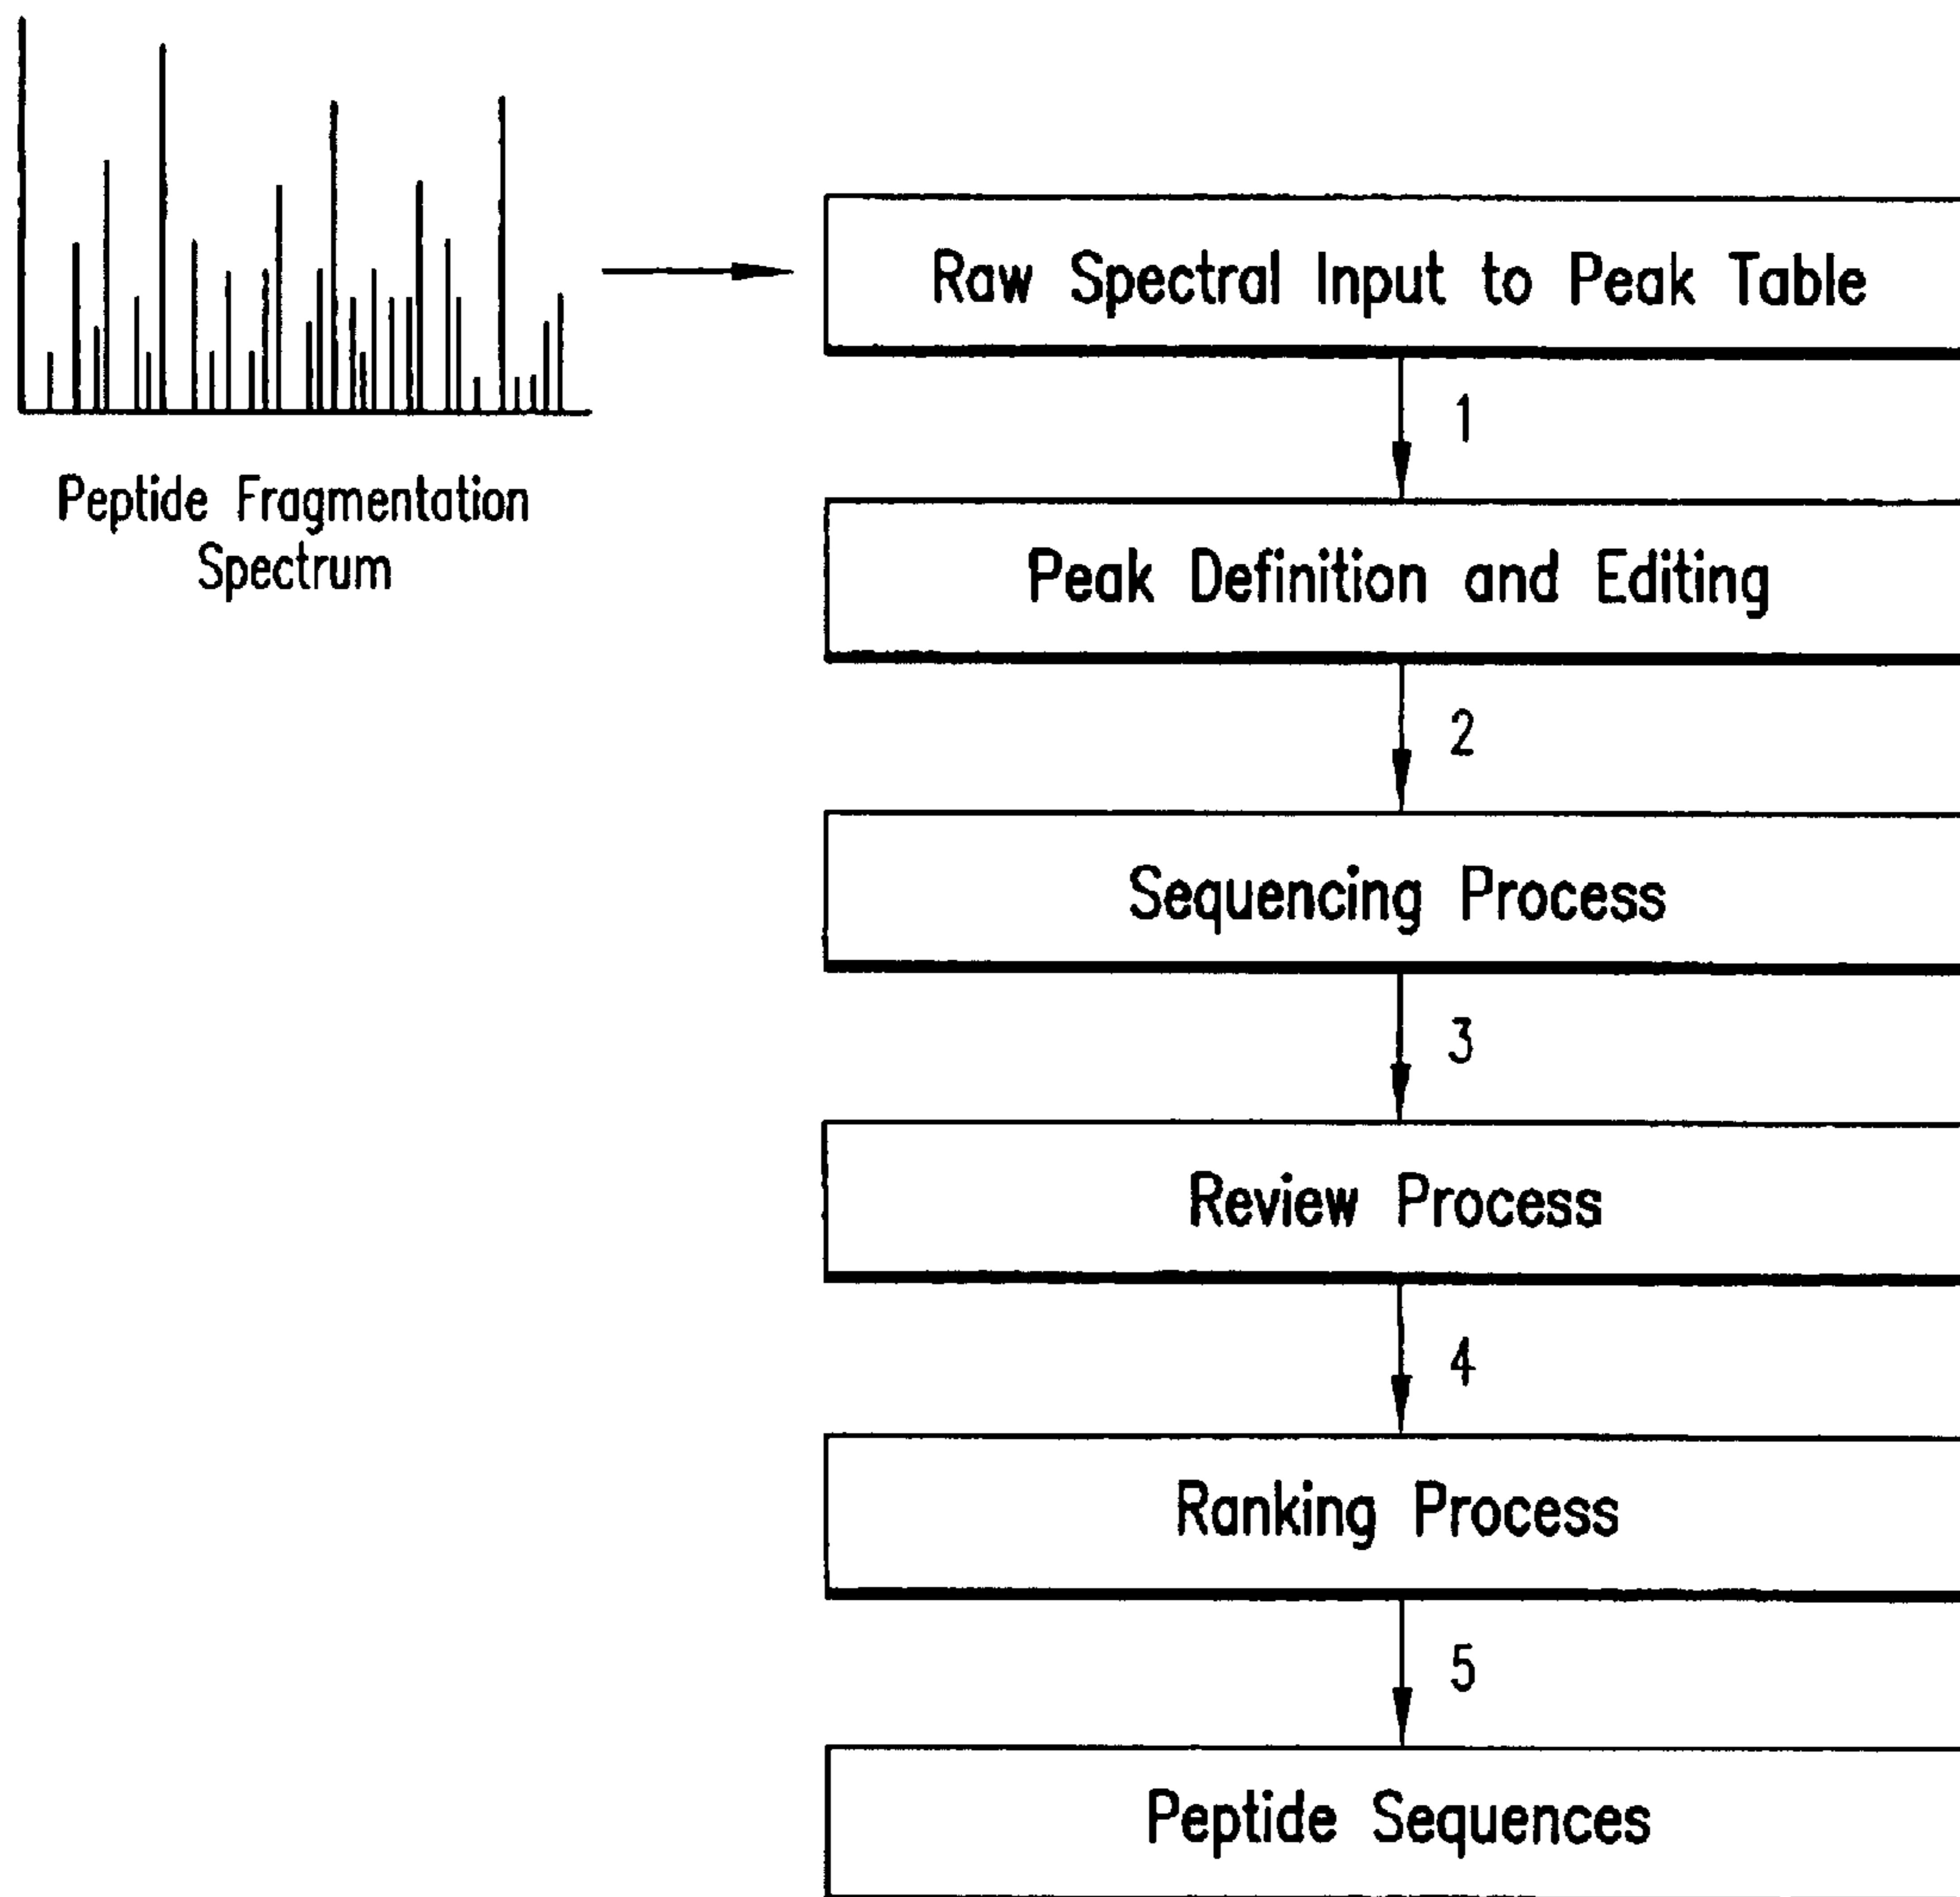 Peptide Fragmentation
Spectrum
Raw Spectral Input to Peak Table
1
Peak Definition and Editing
2
Sequencing Process
3
Review Process
4
Ranking Process
5
Peptide Sequences